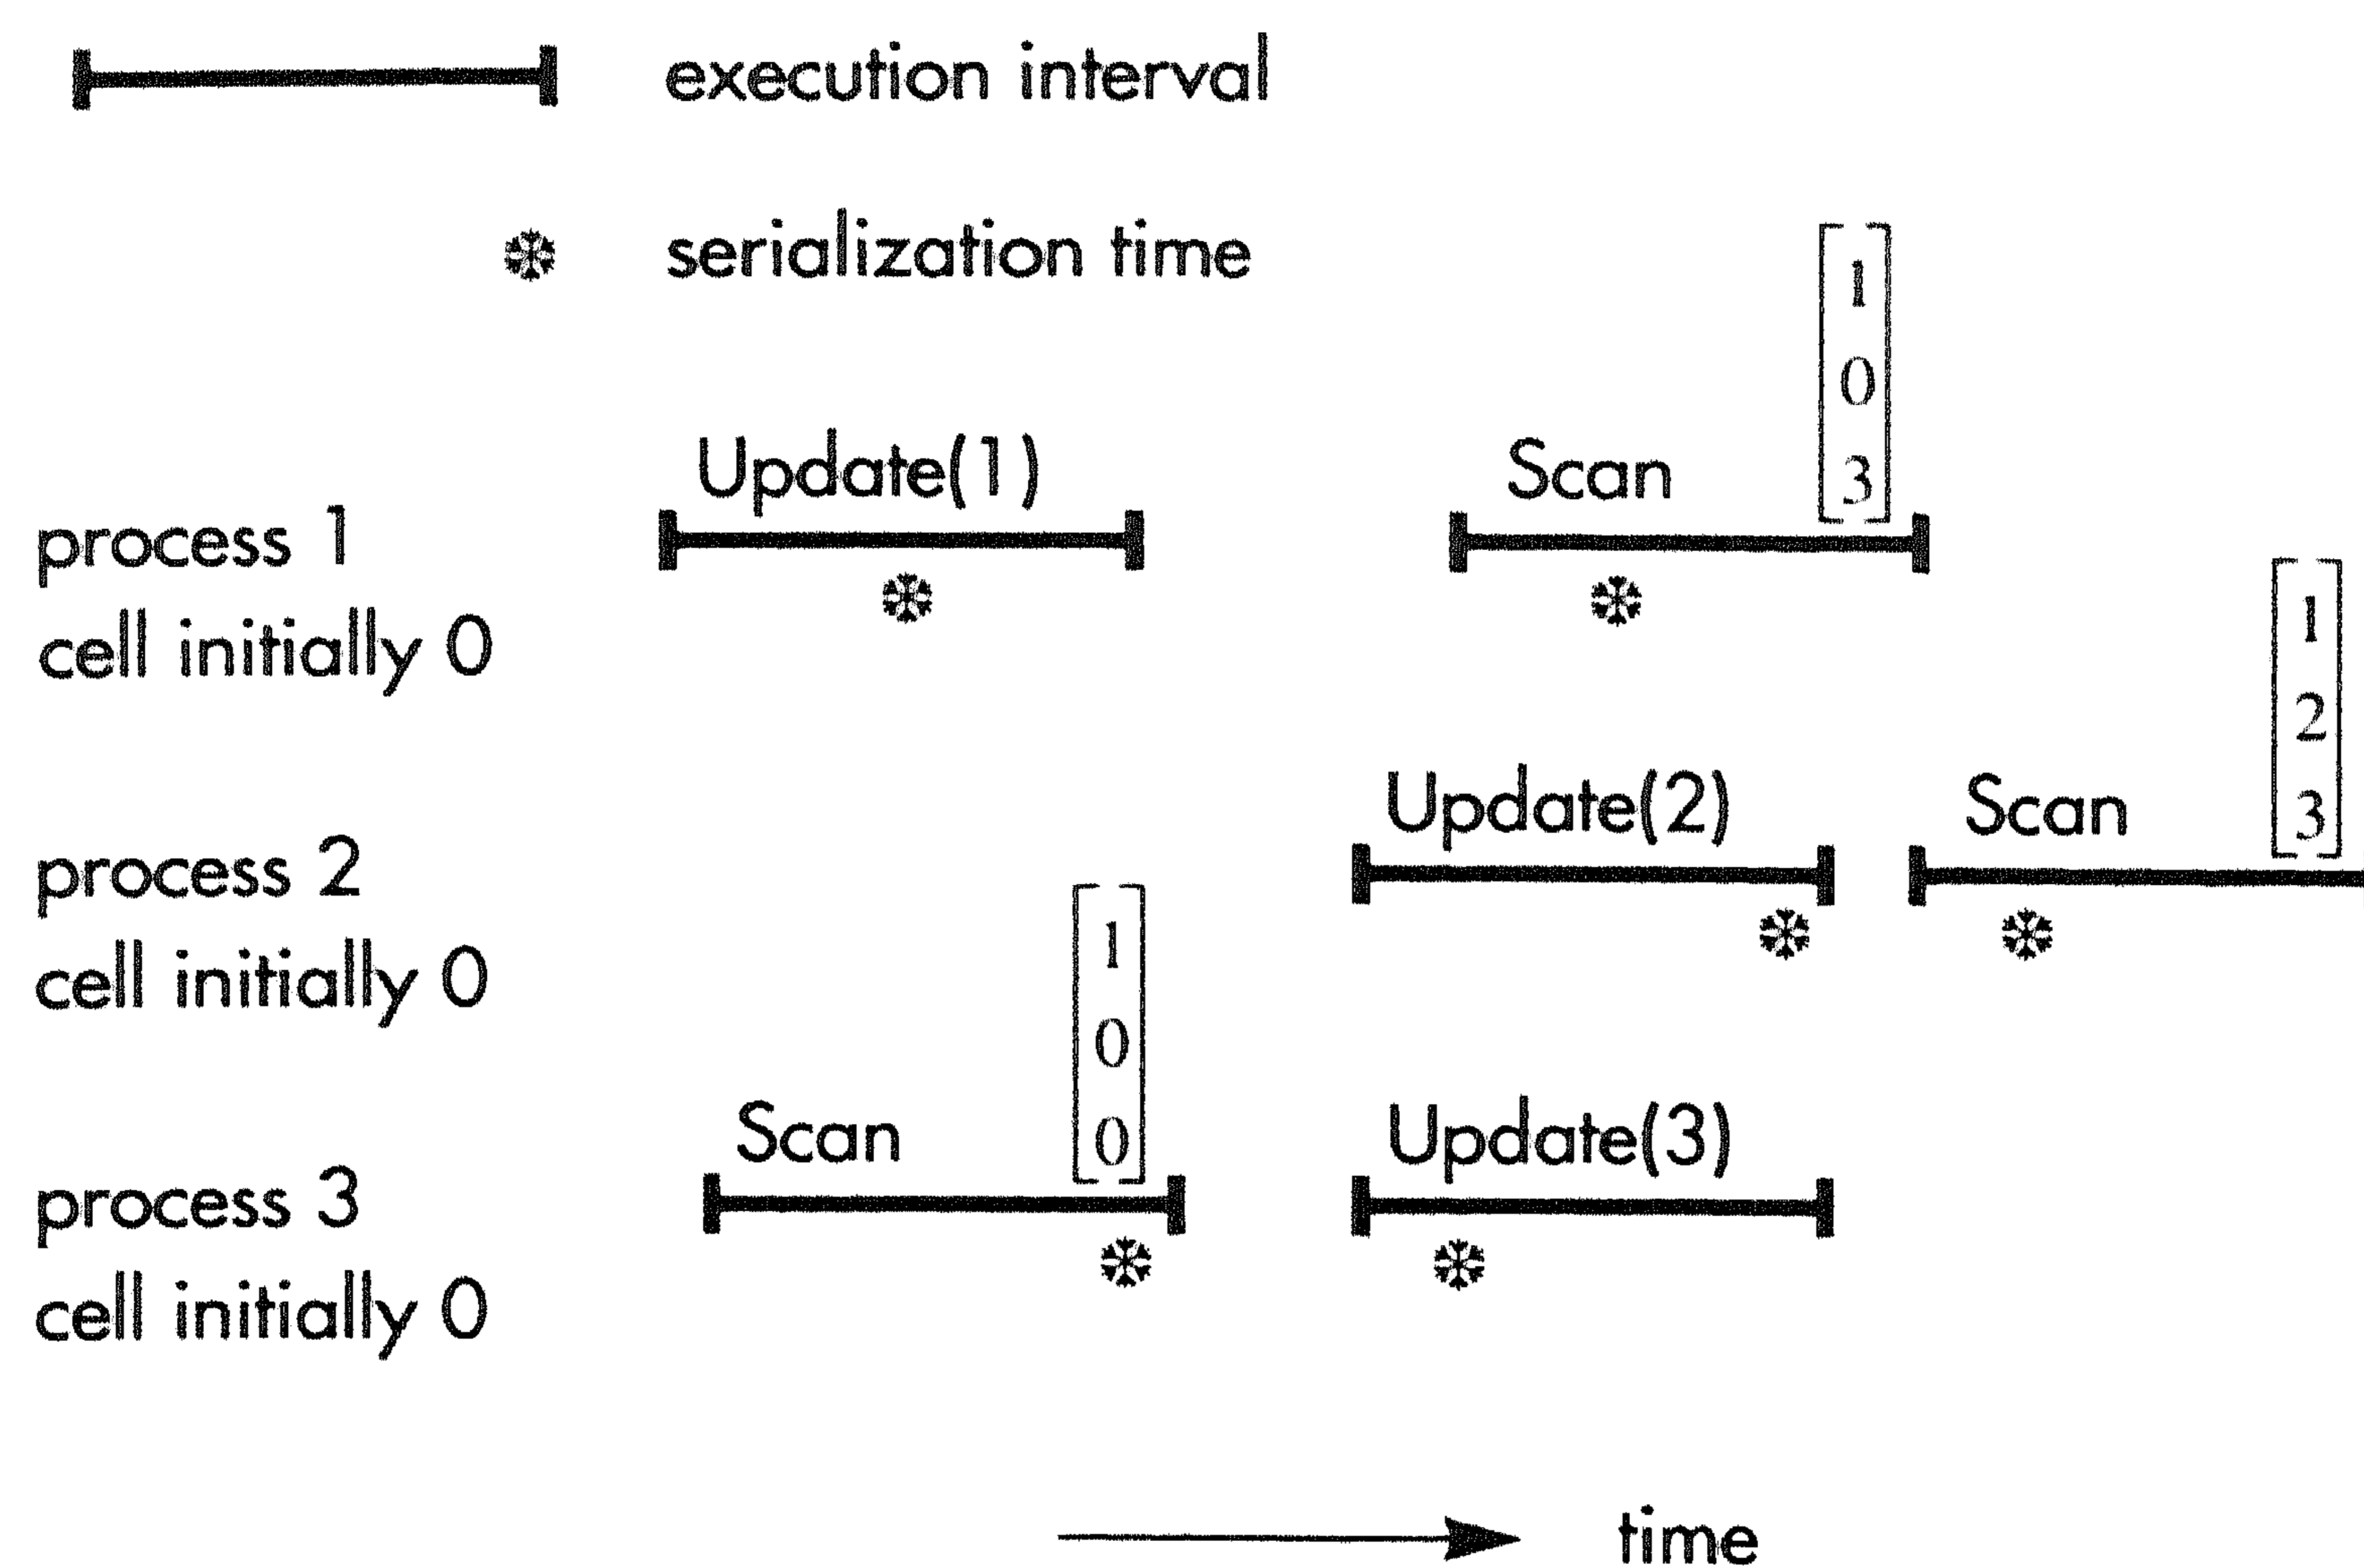 execution interval
serialization time
1
0
3
Update(1)
Scan
process 1
cell initially 0
1
2
3
Update(2)
Scan
process 2
cell initially 0
1
0
0
Scan
Update(3)
process 3
cell initially 0
time